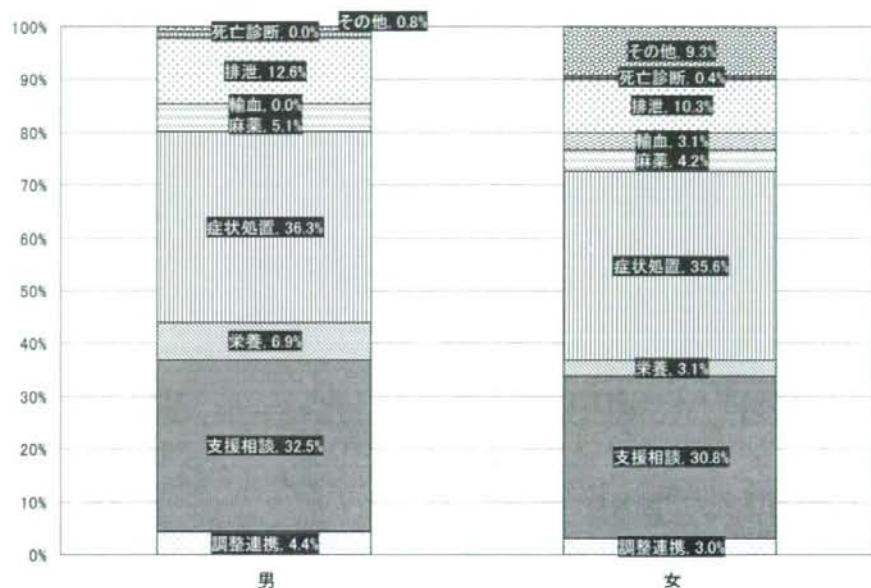 100%
90%
80%
70%
60%
50%
40%
30%
20%
10%
0%
その他, 0.8%
死亡診断, 0.0%
排泄, 12.6%
輸血, 0.0%
麻薬, 5.1%
症状処置, 36.3%
栄養, 6.9%
支援相談, 32.5%
調整連携, 4.4%
男
その他, 9.3%
死亡診断, 0.4%
排泄, 10.3%
輸血, 3.1%
麻薬, 4.2%
症状処置, 35.6%
栄養, 3.1%
支援相談, 30.8%
調整連携, 3.0%
女